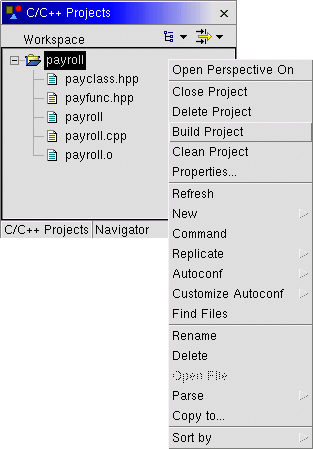 C/C++ Projects
Workspace
payroll
payclass.hpp
payfunc.hpp
payroll
payroll.cpp
payroll.o
C/C++ Projects
Navigator
Open Perspective On
Close Project
Delete Project
Build Project
Clean Project
Properties...
Refresh
New
Command
Replicate
Autoconf
Customize Autoconf
Find Files
Rename
Delete
Open File
Parse
Copy to...
Sort by